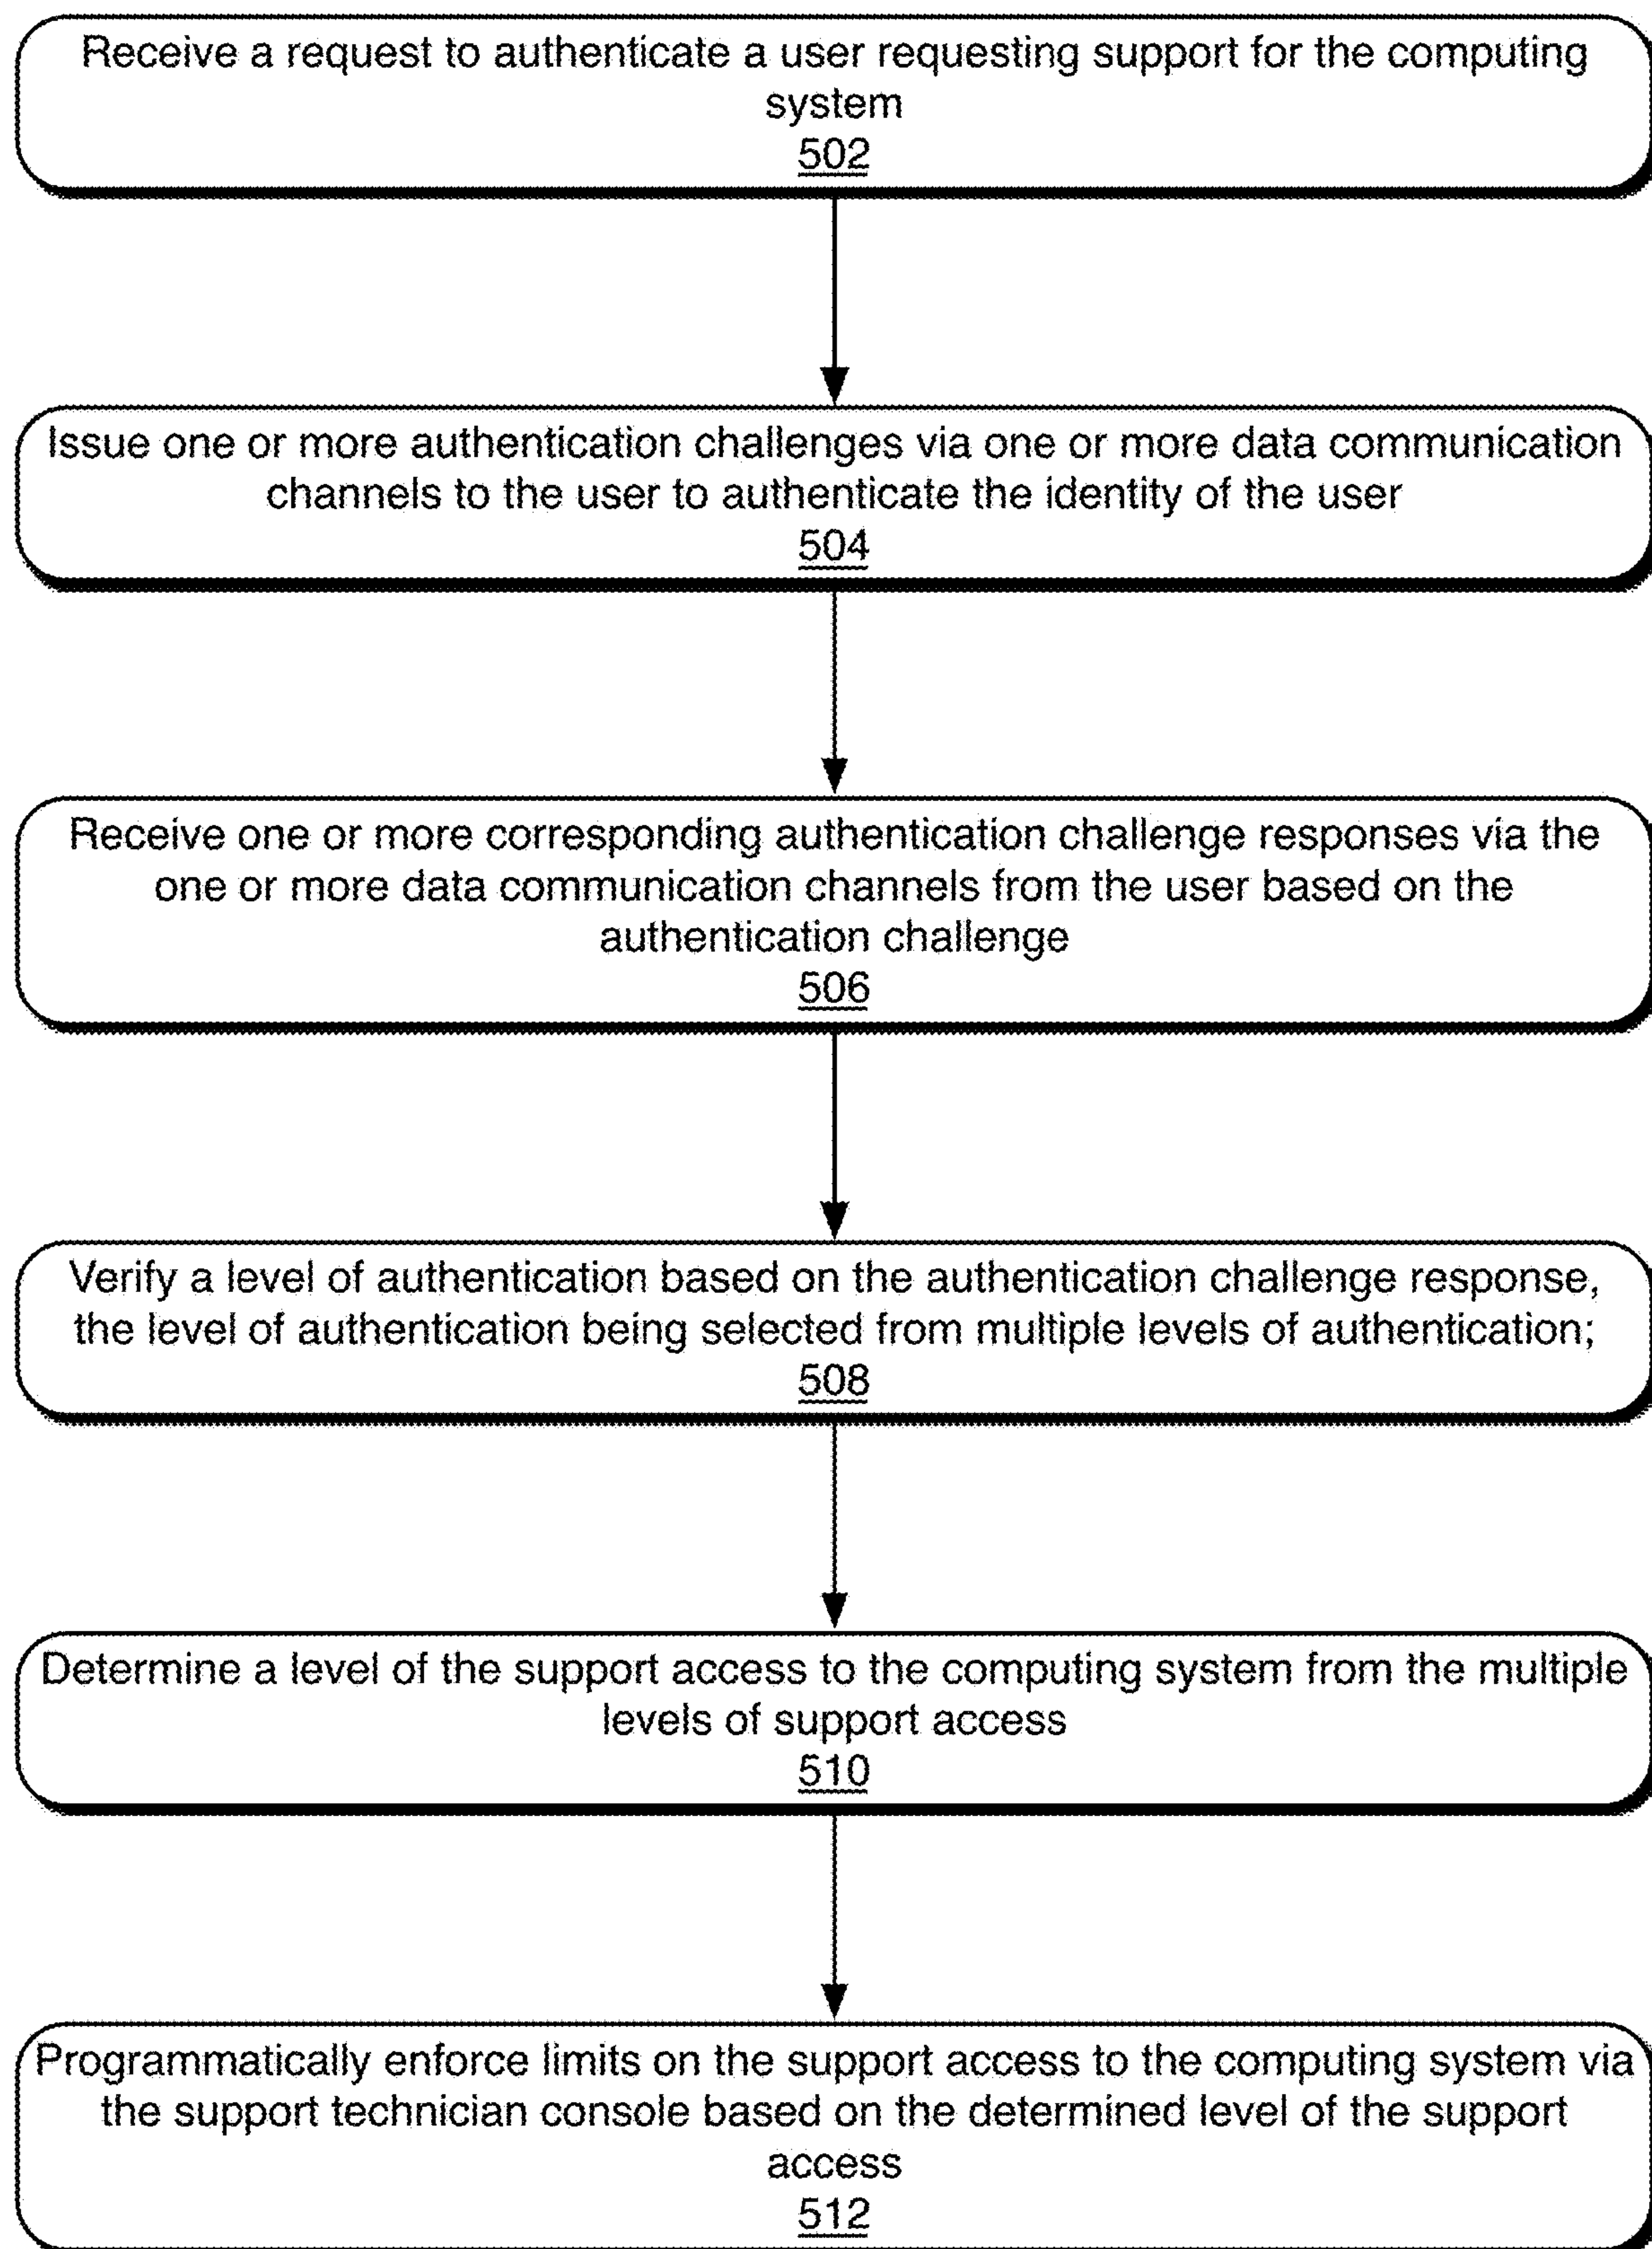 Receive a request to authenticate a user requesting support for the computing
system
502
Issue one or more authentication challenges via one or more data communication
channels to the user to authenticate the identity of the user
504
Receive one or more corresponding authentication challenge responses via the
one or more data communication channels from the user based on the
authentication challenge
506
Verify a level of authentication based on the authentication challenge response,
the level of authentication being selected from multiple levels of authentication;
508
Determine a level of the support access to the computing system from the multiple
levels of support access
510
Programmatically enforce limits on the support access to the computing system via
the support technician console based on the determined level of the support
access
512